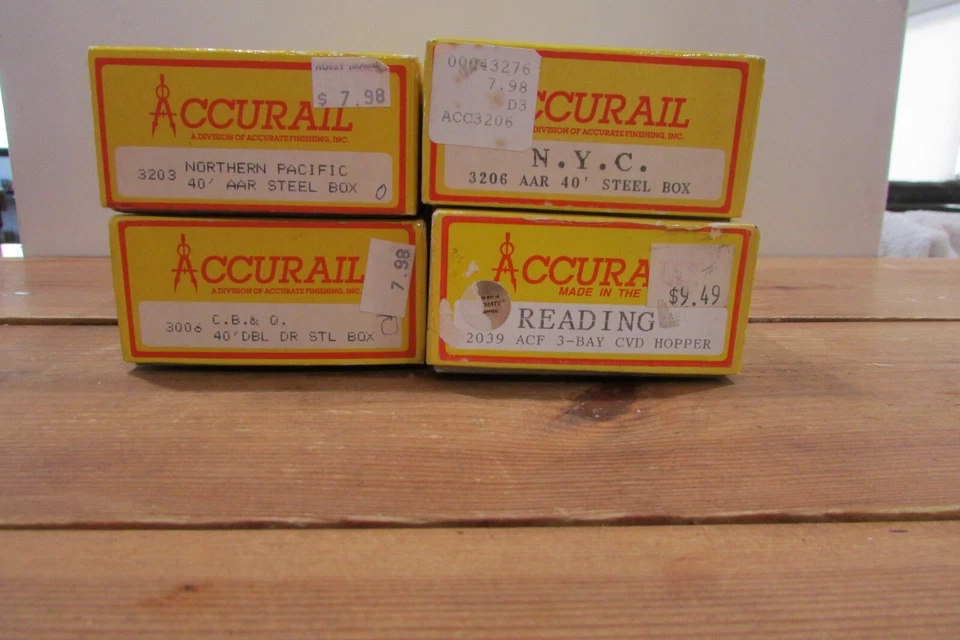 $ 7.98
ACCURAIL
A DIVISION OF ACCURATE FINISHING, INC.
3203 NORTHERN PACIFIC
40' AAR STEEL BOX
00043276
7.98
D3
ACC3206
CCURAIL
DIVISION OF ACCURATE FINISHING, INC.
N.Y.C.
3206 AAR 40' STEEL BOX
7.98
ACCURAIL
A DIVISION OF ACCURATE FINISHING, INC.
3006 C.B.& Q.
40'DBL DR STL BOX
ACCURA
MADE IN THE
$9.49
READING
2039 ACF 3-BAY CVD HOPPER